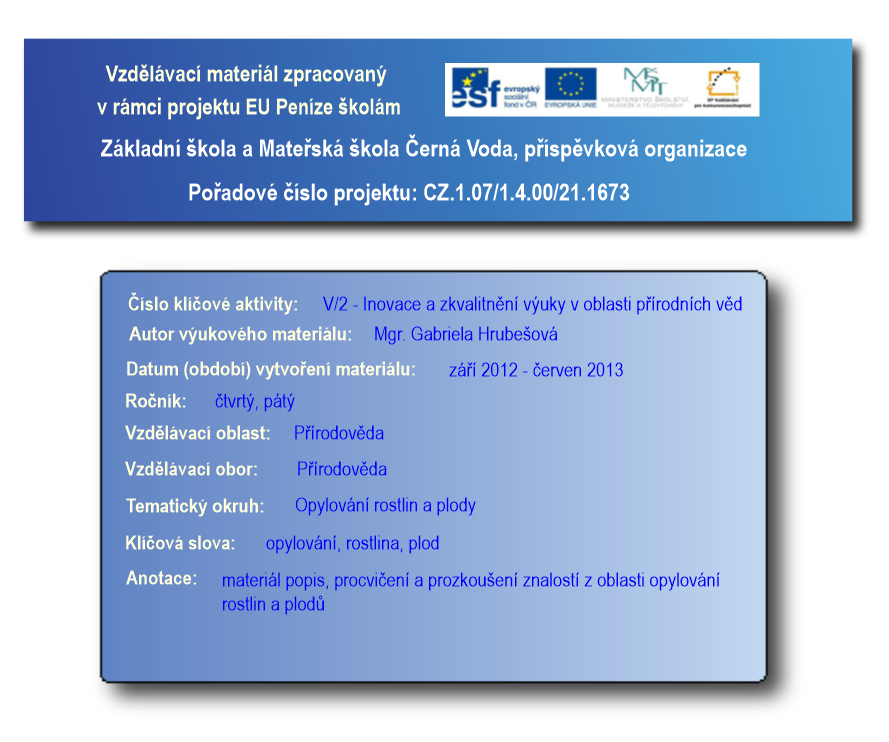 Vzdělávací materiál zpracovaný
v rámci projektu EU Peníze školám
esf evropský
sociální
fond v ČR
EVROPSKÁ UNIE
MINISTERSTVO ŠKOLSTVÍ,
MLÁDEŽE A TĚLOVÝCHOVY
OP Vzdělávání
pro konkurenceschopnost
Základní škola a Mateřská škola Černá Voda, příspěvková organizace
Pořadové číslo projektu: CZ.1.07/1.4.00/21.1673
Číslo klíčové aktivity: V/2 - Inovace a zkvalitnění výuky v oblasti přírodních věd
Autor výukového materiálu: Mgr. Gabriela Hrubešová
Datum (období) vytvoření materiálu: září 2012 - červen 2013
Ročník: čtvrtý, pátý
Vzdělávací oblast: Přírodověda
Vzdělávací obor: Přírodověda
Tematický okruh: Opylování rostlin a plody
Klíčová slova: opylování, rostlina, plod
Anotace: materiál popis, procvičení a prozkoušení znalostí z oblasti opylování
rostlin a plodů